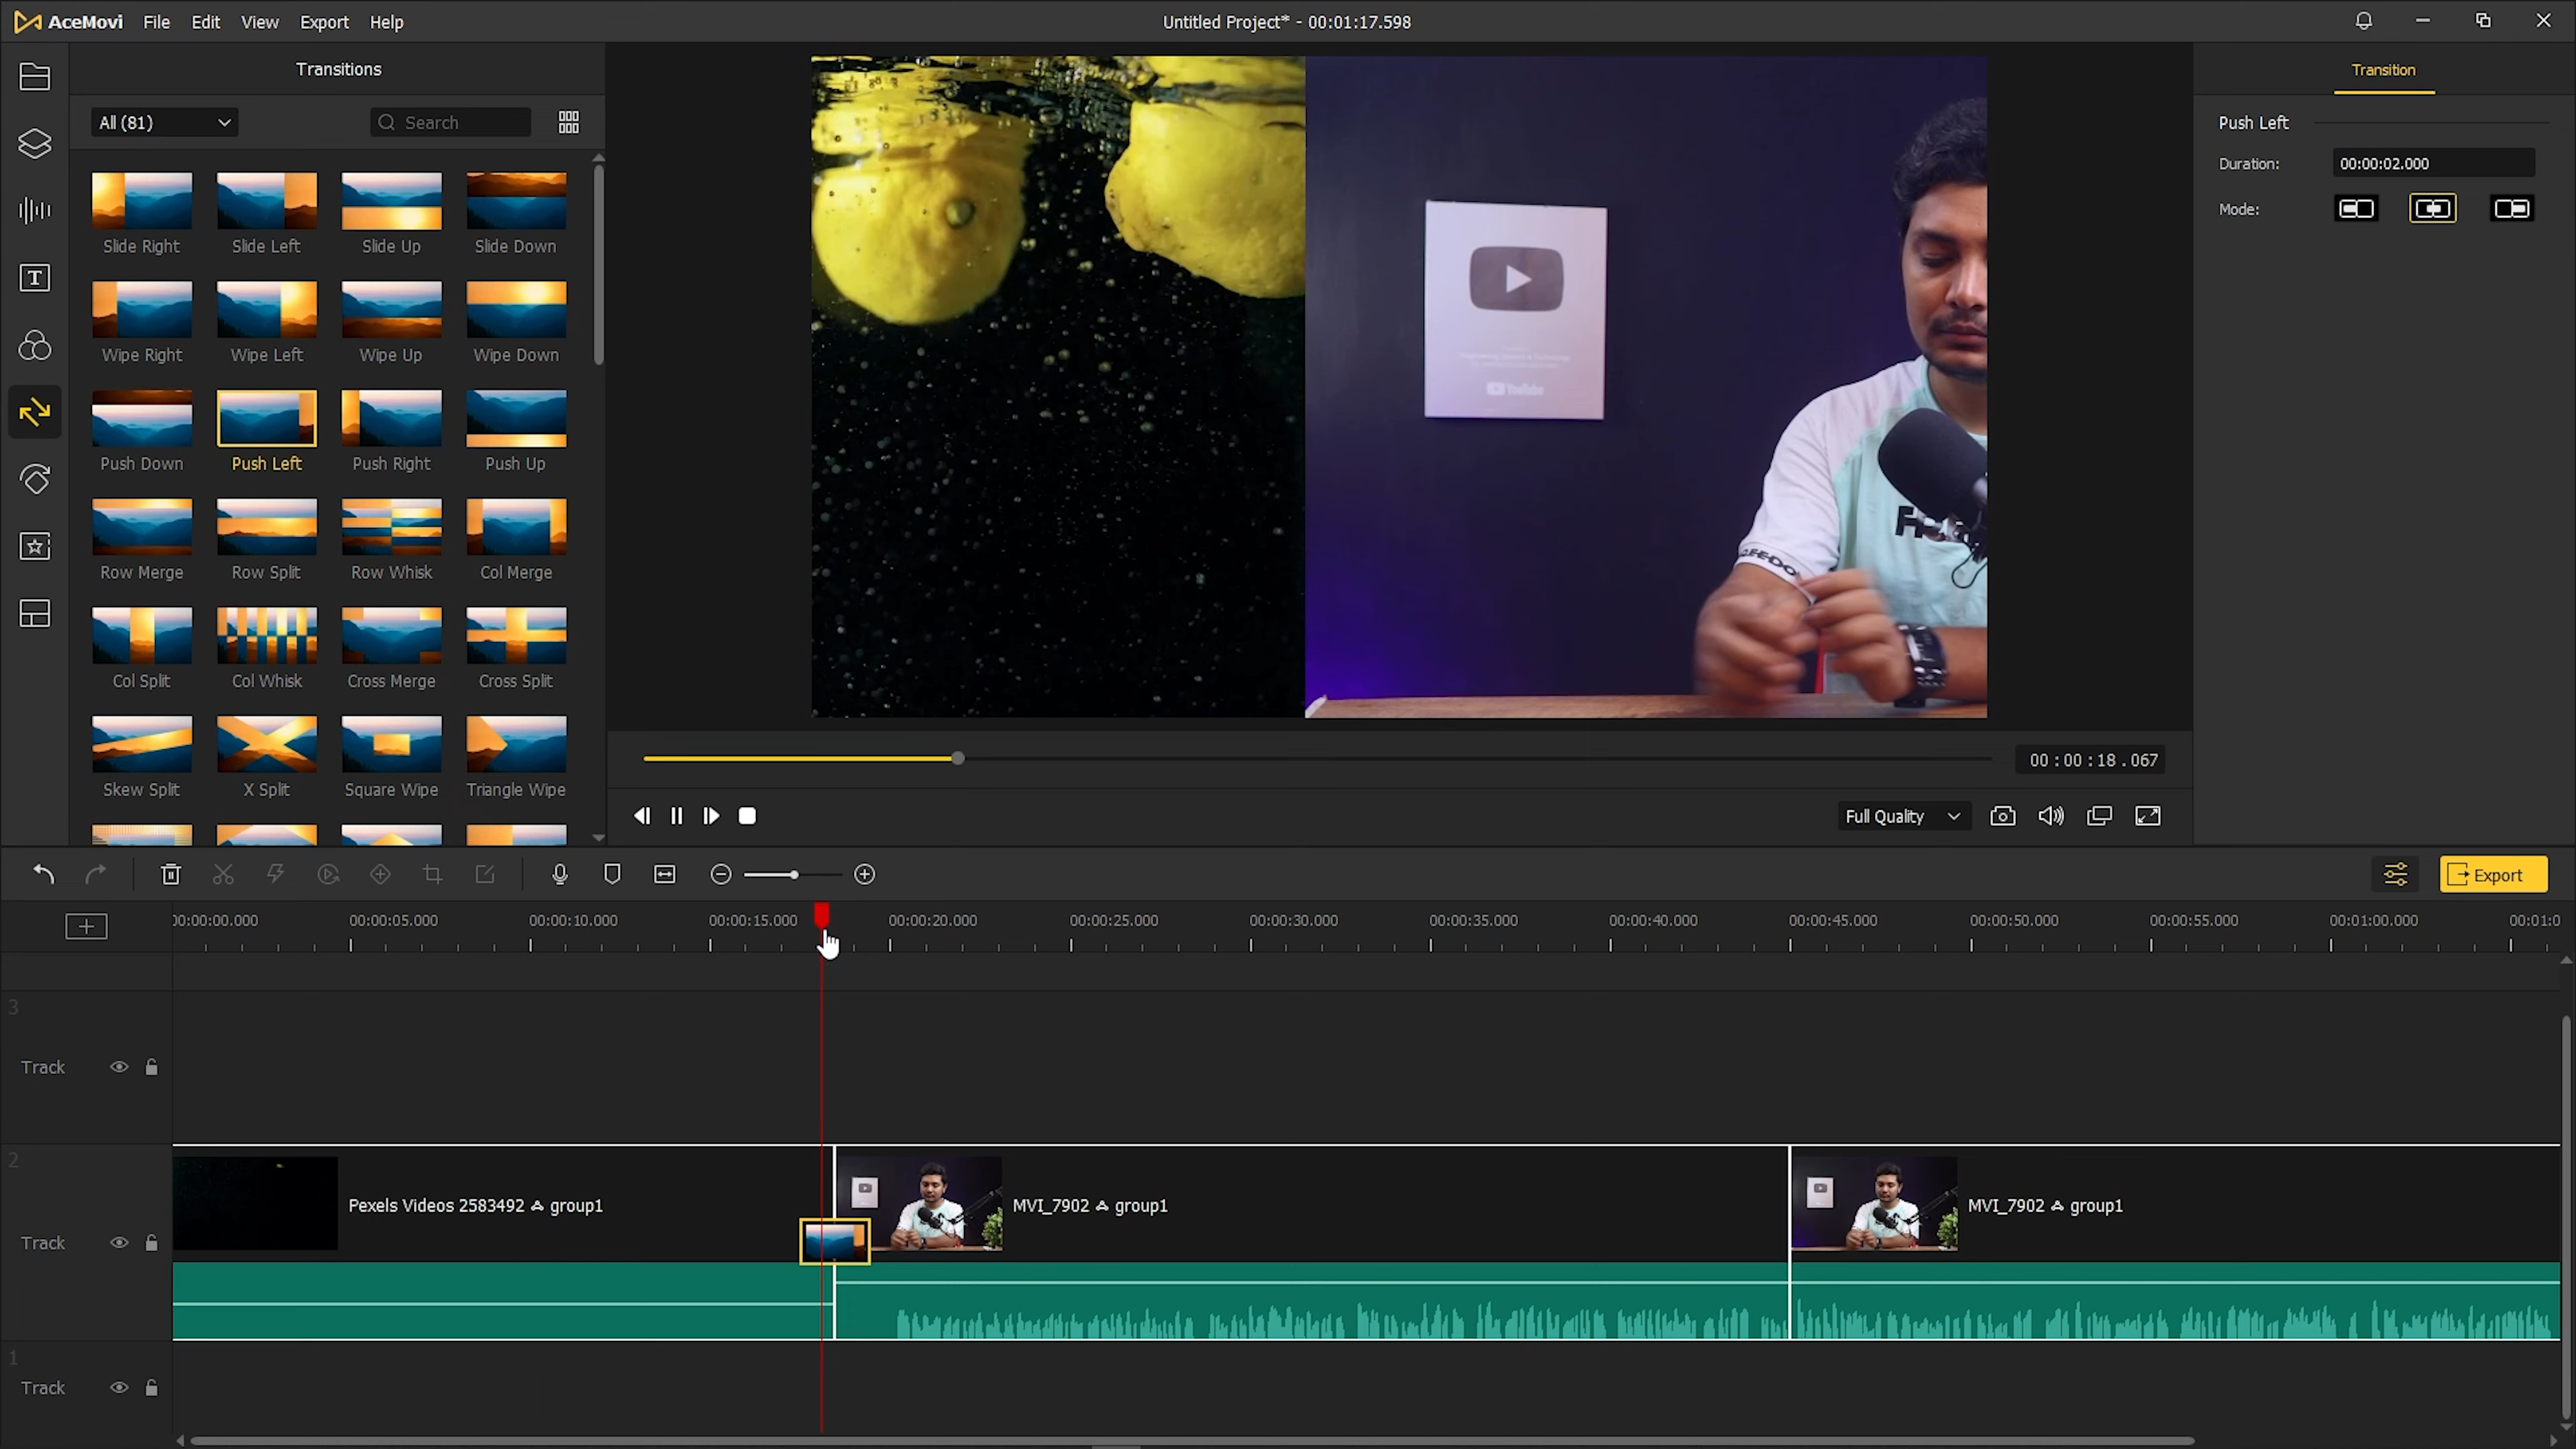 AceMovi File Edit View Export Help
Untitled Project* - 00:01:17.598
Transitions
All (81)
Search
Slide Right Slide Left Slide Up Slide Down
Wipe Right Wipe Left Wipe Up Wipe Down
Push Down Push Left Push Right Push Up
Row Merge Row Split Row Whisk Col Merge
Col Split Col Whisk Cross Merge Cross Split
Skew Split X Split Square Wipe Triangle Wipe
YouTube
00 : 00 : 18 . 067
Full Quality
Transition
Push Left
Duration: 00:00:02.000
Mode:
Export
00:00:00.000 00:00:05.000 00:00:10.000 00:00:15.000 00:00:20.000 00:00:25.000 00:00:30.000 00:00:35.000 00:00:40.000 00:00:45.000 00:00:50.000 00:00:55.000 00:01:00.000 00:01:0
3
Track
2
Pexels Videos 2583492 group1
MVI_7902 group1
MVI_7902 group1
Track
1
Track